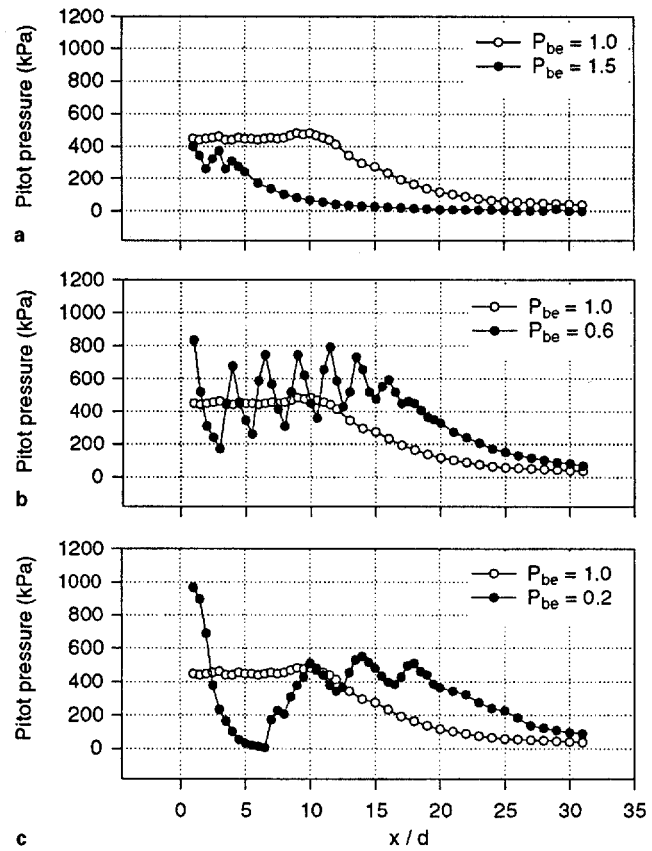 1200
1000
800
600
400
200
0
Pitot pressure (kPa)
P_be = 1.0
P_be = 1.5
a
1200
1000
800
600
400
200
0
Pitot pressure (kPa)
P_be = 1.0
P_be = 0.6
b
1200
1000
800
600
400
200
0
Pitot pressure (kPa)
P_be = 1.0
P_be = 0.2
0 5 10 15 20 25 30 35
x / d
c